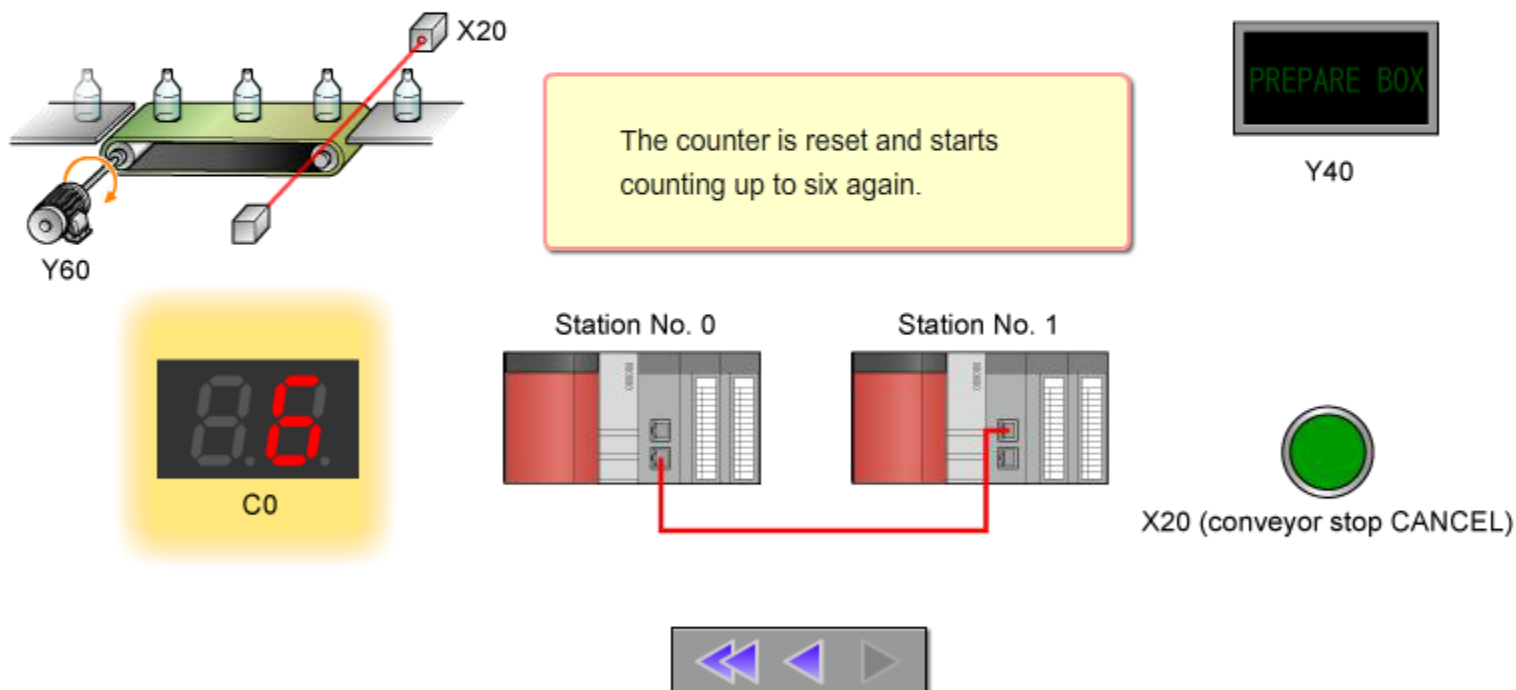 X20
PREPARE BOX
The counter is reset and starts
counting up to six again.
Y40
Y60
Station No. 0
Station No. 1
6
C0
X20 (conveyor stop CANCEL)